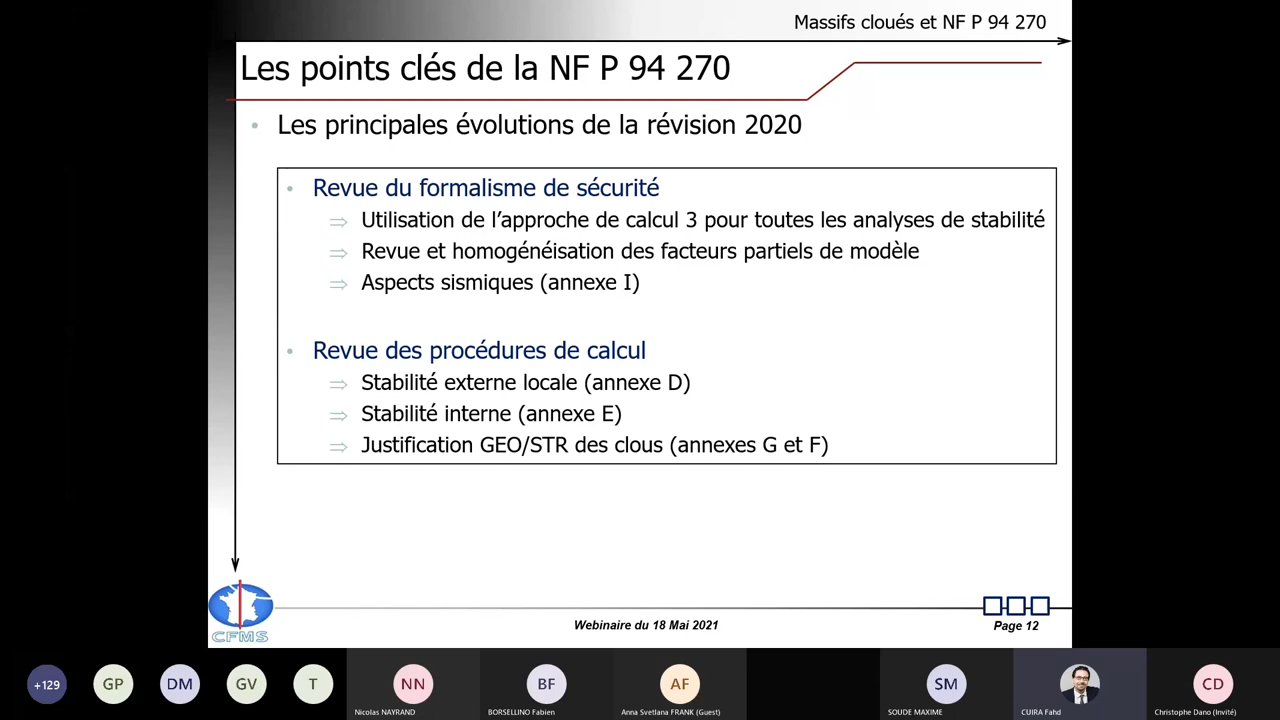 Massifs cloués et NF P 94 270
Les points clés de la NF P 94 270
• Les principales évolutions de la révision 2020
• Revue du formalisme de sécurité
⇒ Utilisation de l’approche de calcul 3 pour toutes les analyses de stabilité
⇒ Revue et homogénéisation des facteurs partiels de modèle
⇒ Aspects sismiques (annexe I)
• Revue des procédures de calcul
⇒ Stabilité externe locale (annexe D)
⇒ Stabilité interne (annexe E)
⇒ Justification GEO/STR des clous (annexes G et F)
CFMS
Webinaire du 18 Mai 2021
Page 12
+129
GP
DM
GV
T
NN
BF
AF
SM
CD
Nicolas NAYRAND
BORSELLINO Fabien
Anna Svetlana FRANK (Guest)
SOUDE MAXIME
CUIRA Fahd
Christophe Dano (Invité)